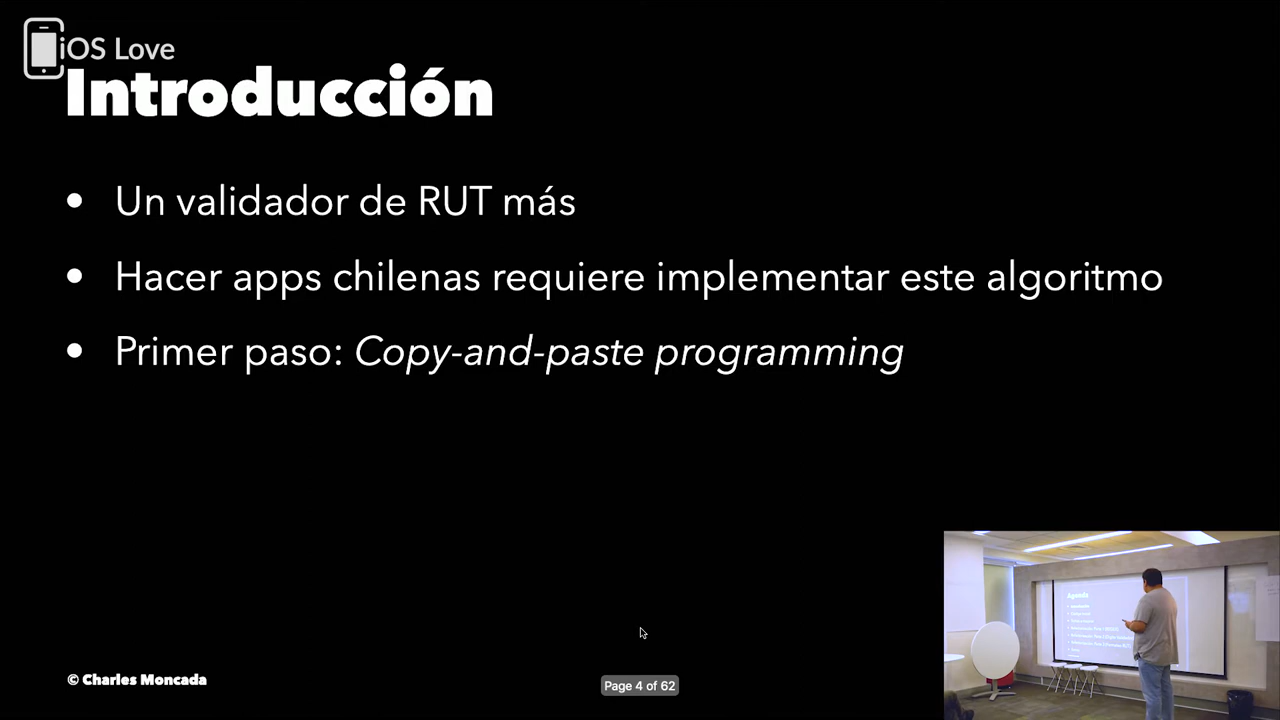 iOS Love
Introducción
• Un validador de RUT más
• Hacer apps chilenas requiere implementar este algoritmo
• Primer paso: Copy-and-paste programming
© Charles Moncada
Page 4 of 62
Agenda